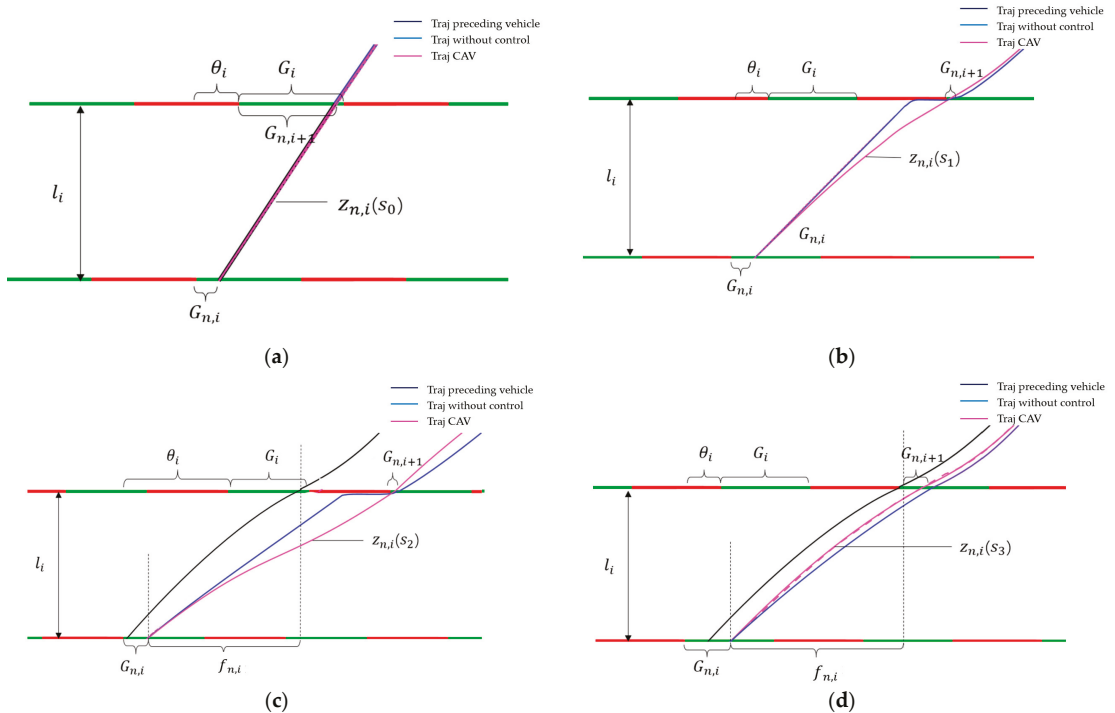 Traj preceding vehicle
Traj without control
Traj CAV
θ_i
G_i
G_{n,i+1}
l_i
z_{n,i}(s_0)
G_{n,i}
(a)
Traj preceding vehicle
Traj without control
Traj CAV
θ_i
G_i
G_{n,i+1}
l_i
z_{n,i}(s_1)
G_{n,i}
G_{n,i}
(b)
Traj preceding vehicle
Traj without control
Traj CAV
θ_i
G_i
G_{n,i+1}
l_i
z_{n,i}(s_2)
G_{n,i}
f_{n,i}
(c)
Traj preceding vehicle
Traj without control
Traj CAV
θ_i
G_i
G_{n,i+1}
l_i
z_{n,i}(s_3)
G_{n,i}
f_{n,i}
(d)